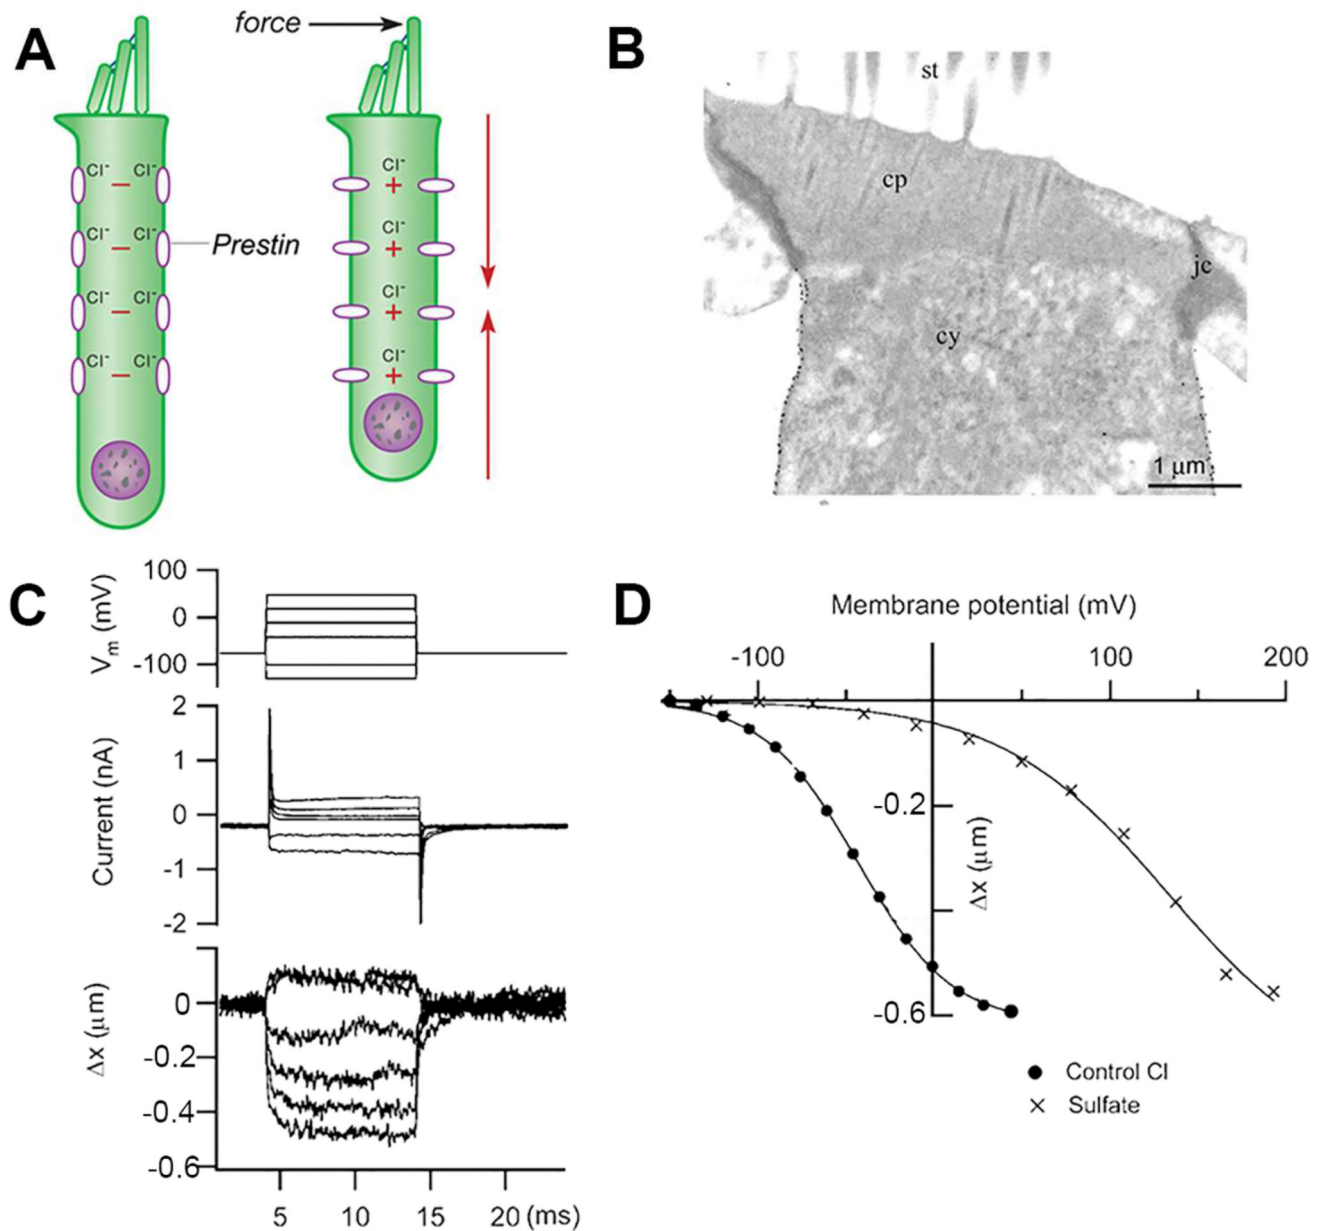 A
force
Cl⁻ Cl⁻
Cl⁻ Cl⁻
Cl⁻ Cl⁻
Cl⁻ Cl⁻
Prestin
Cl⁻
+
Cl⁻
+
Cl⁻
+
Cl⁻
+
B
st
cp
jc
cy
1 μm
C
Vm (mV)
100
0
-100
Current (nA)
2
1
0
-1
-2
Δx (μm)
0
-0.2
-0.4
-0.6
5 10 15 20 (ms)
D
Membrane potential (mV)
-100 100 200
-0.2
-0.6
Δx (μm)
● Control Cl
× Sulfate